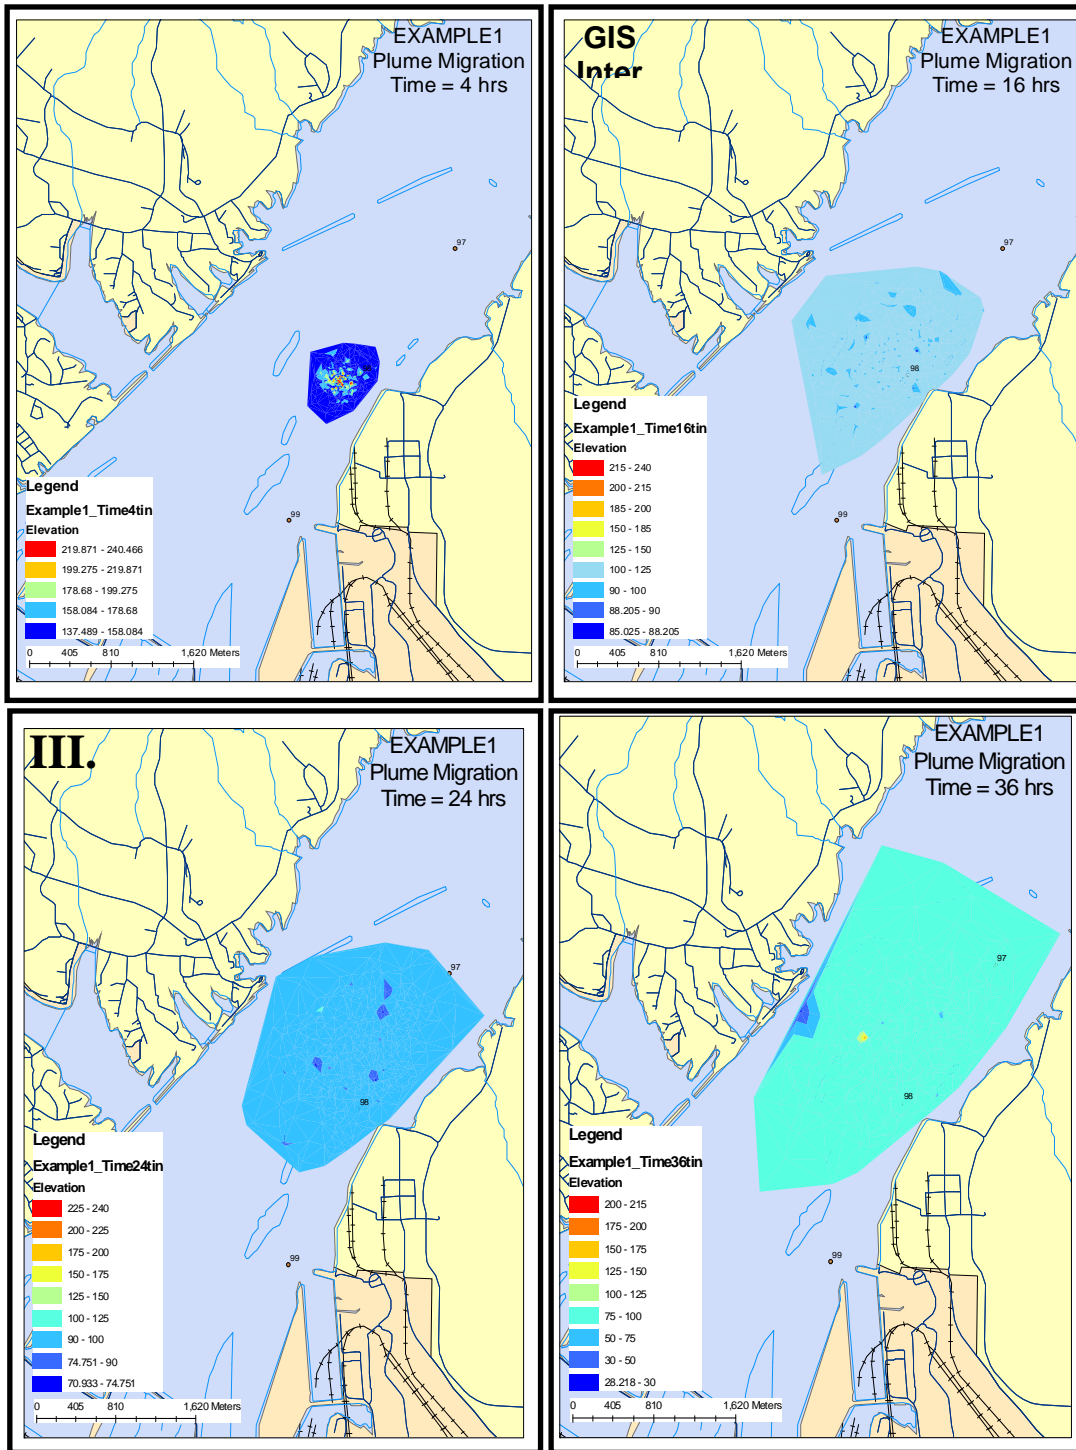 EXAMPLE1
Plume Migration
Time = 4 hrs
97
98
99
Legend
Example1_Time4tin
Elevation
219.871 - 240.466
199.275 - 219.871
178.68 - 199.275
158.084 - 178.68
137.489 - 158.084
0 405 810 1,620 Meters
GIS
Inter
EXAMPLE1
Plume Migration
Time = 16 hrs
97
98
99
Legend
Example1_Time16tin
Elevation
215 - 240
200 - 215
185 - 200
150 - 185
125 - 150
100 - 125
90 - 100
88.205 - 90
85.025 - 88.205
0 405 810 1,620 Meters
III.
EXAMPLE1
Plume Migration
Time = 24 hrs
97
98
99
Legend
Example1_Time24tin
Elevation
225 - 240
200 - 225
175 - 200
150 - 175
125 - 150
100 - 125
90 - 100
74.751 - 90
70.933 - 74.751
0 405 810 1,620 Meters
EXAMPLE1
Plume Migration
Time = 36 hrs
97
98
99
Legend
Example1_Time36tin
Elevation
200 - 215
175 - 200
150 - 175
125 - 150
100 - 125
75 - 100
50 - 75
30 - 50
28.218 - 30
0 405 810 1,620 Meters